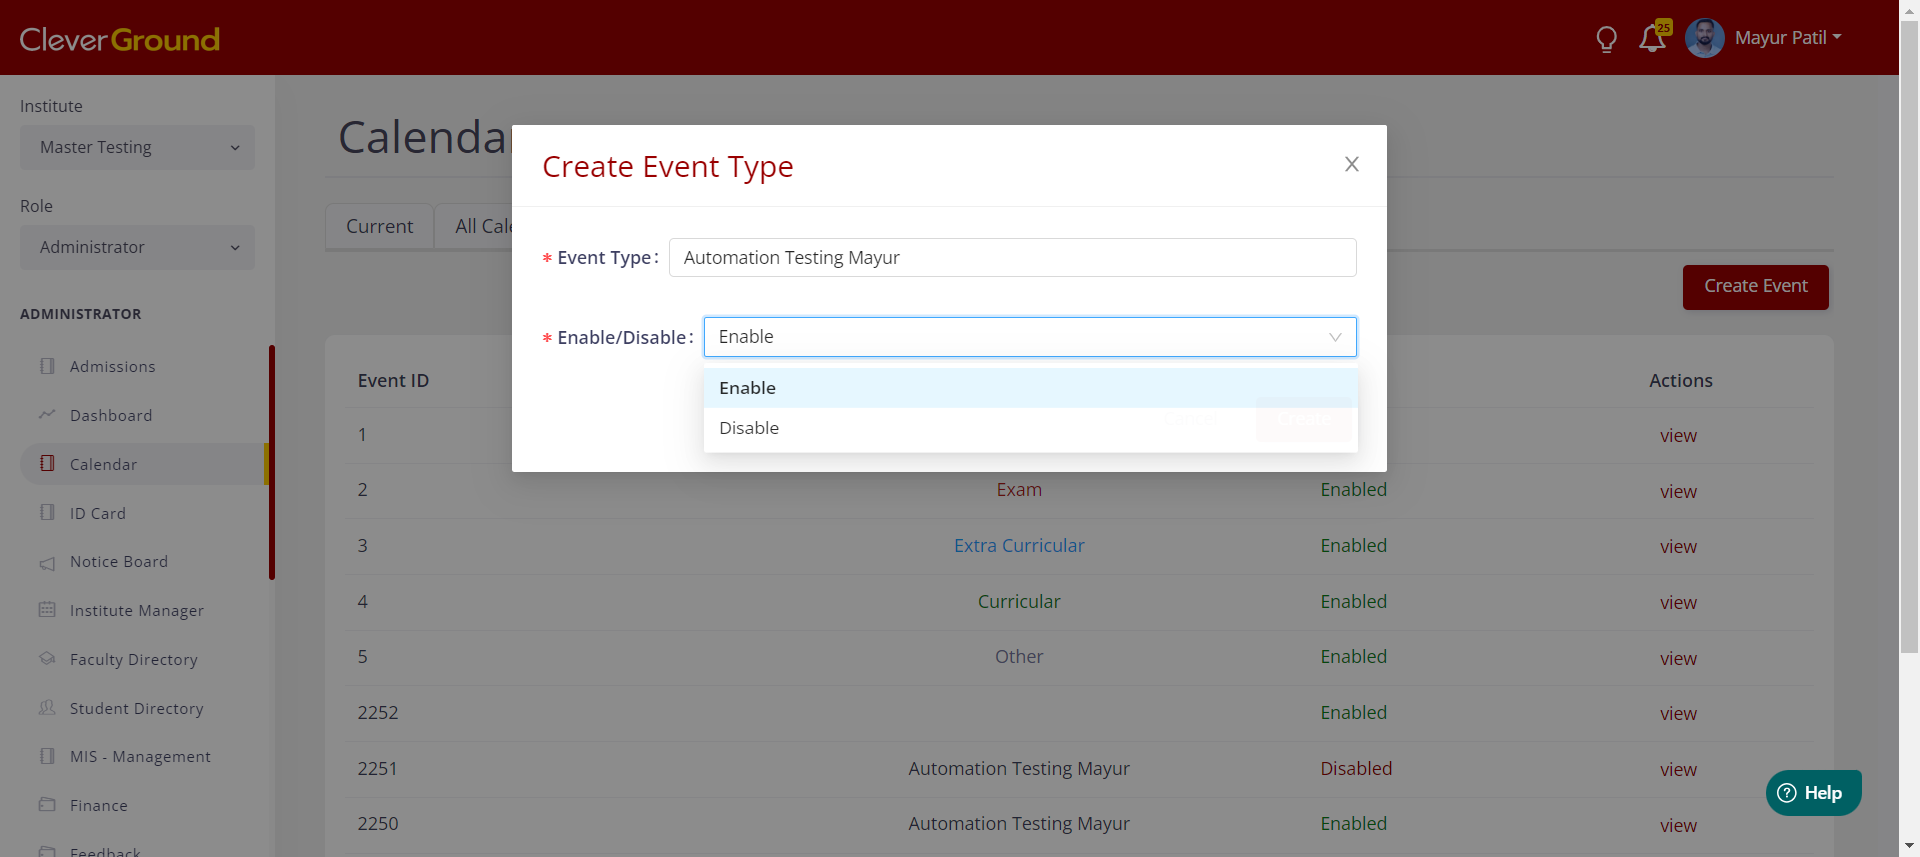 CleverGround
25
Mayur Patil
Institute
Master Testing
Role
Administrator
ADMINISTRATOR
Admissions
Dashboard
Calendar
ID Card
Notice Board
Institute Manager
Faculty Directory
Student Directory
MIS - Management
Finance
Feedback
Calendar
Current
All Cale
Create Event
Create Event Type
* Event Type:
Automation Testing Mayur
* Enable/Disable:
Enable
Enable
Disable
Create
Event ID
Actions
1
view
2
Exam
Enabled
view
3
Extra Curricular
Enabled
view
4
Curricular
Enabled
view
5
Other
Enabled
view
2252
Enabled
view
2251
Automation Testing Mayur
Disabled
view
2250
Automation Testing Mayur
Enabled
view
Help